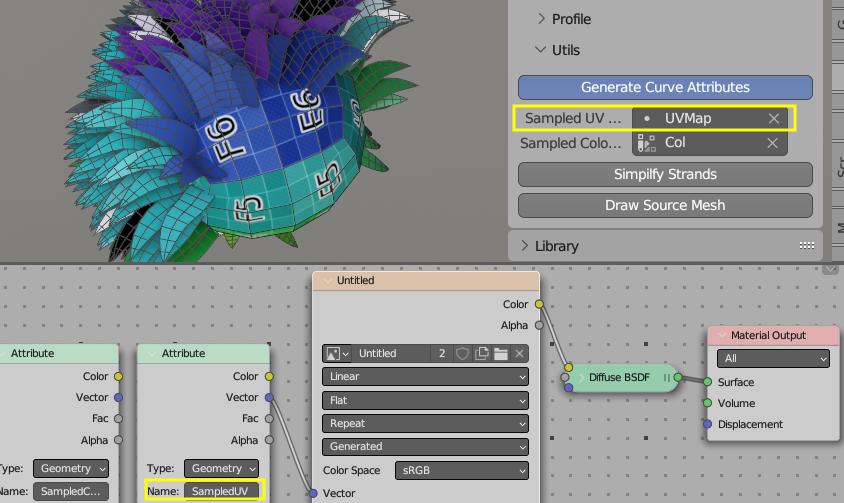 Profile
Utils
Generate Curve Attributes
Sampled UV ... UVMap
Sampled Colo... Col
Simpilfy Strands
Draw Source Mesh
Library
F6
E6
F5
E5
Untitled
Color
Alpha
Untitled 2
Linear
Flat
Repeat
Generated
Color Space sRGB
Vector
Attribute
Color
Vector
Fac
Alpha
Type: Geometry
Name: SampledC...
Attribute
Color
Vector
Fac
Alpha
Type: Geometry
Name: SampledUV
Diffuse BSDF
Material Output
All
Surface
Volume
Displacement